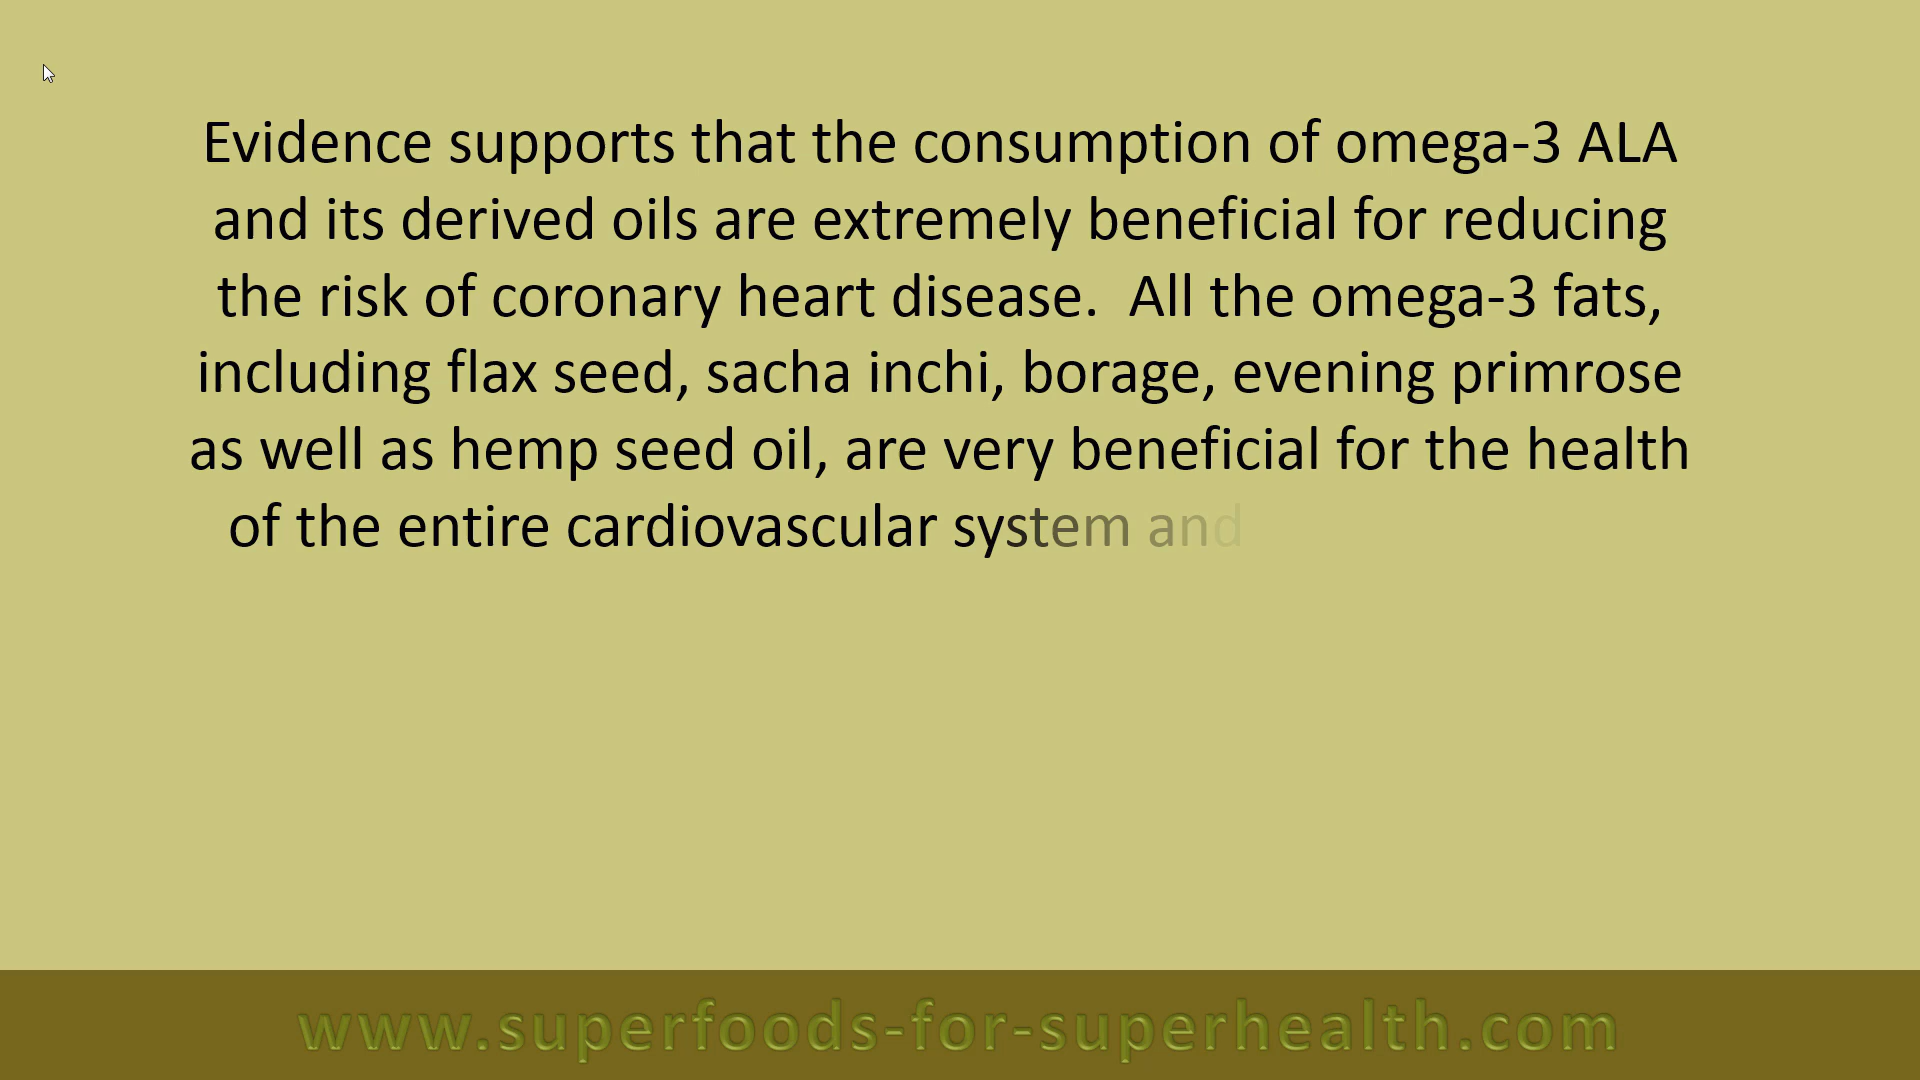 Evidence supports that the consumption of omega-3 ALA
and its derived oils are extremely beneficial for reducing
the risk of coronary heart disease.  All the omega-3 fats,
including flax seed, sacha inchi, borage, evening primrose
as well as hemp seed oil, are very beneficial for the health
of the entire cardiovascular system and
www.superfoods-for-superhealth.com